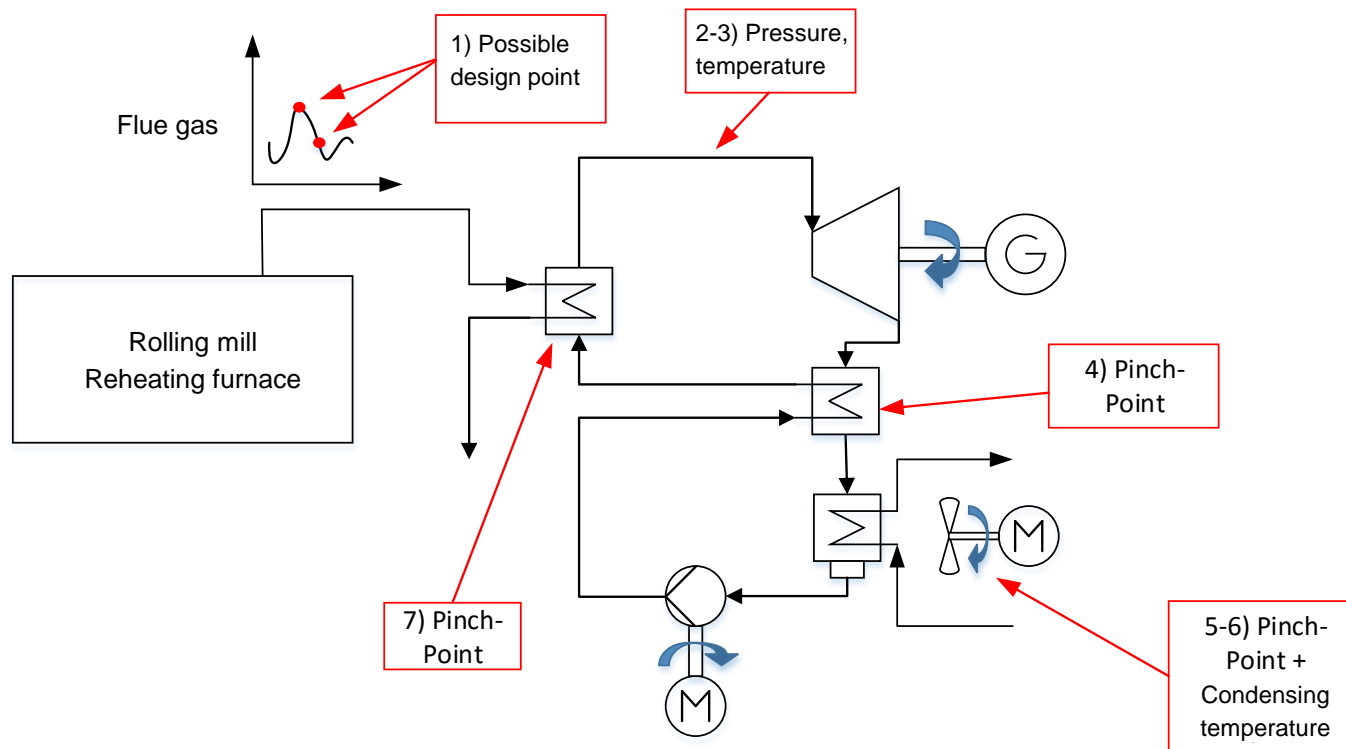 1) Possible
design point
2-3) Pressure,
temperature
Flue gas
G
Rolling mill
Reheating furnace
4) Pinch-
Point
M
7) Pinch-
Point
5-6) Pinch-
Point +
Condensing
temperature
M